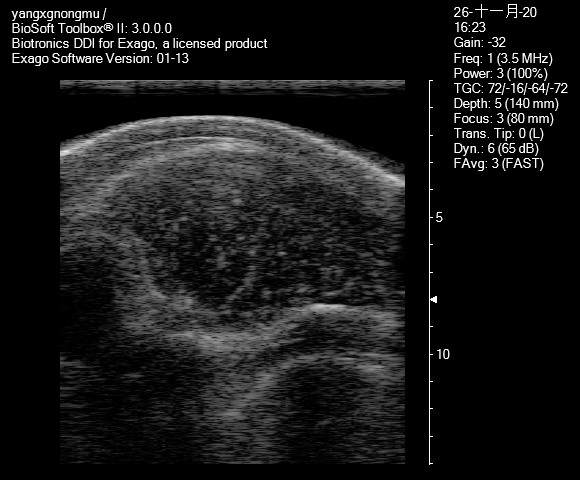 yangxgnongmu /
BioSoft Toolbox® II: 3.0.0.0
Biotronics DDI for Exago, a licensed product
Exago Software Version: 01-13
26-十一月-20
16:23
Gain: -32
Freq: 1 (3.5 MHz)
Power: 3 (100%)
TGC: 72/-16/-64/-72
Depth: 5 (140 mm)
Focus: 3 (80 mm)
Trans. Tip: 0 (L)
Dyn.: 6 (65 dB)
FAvg: 3 (FAST)
5
10